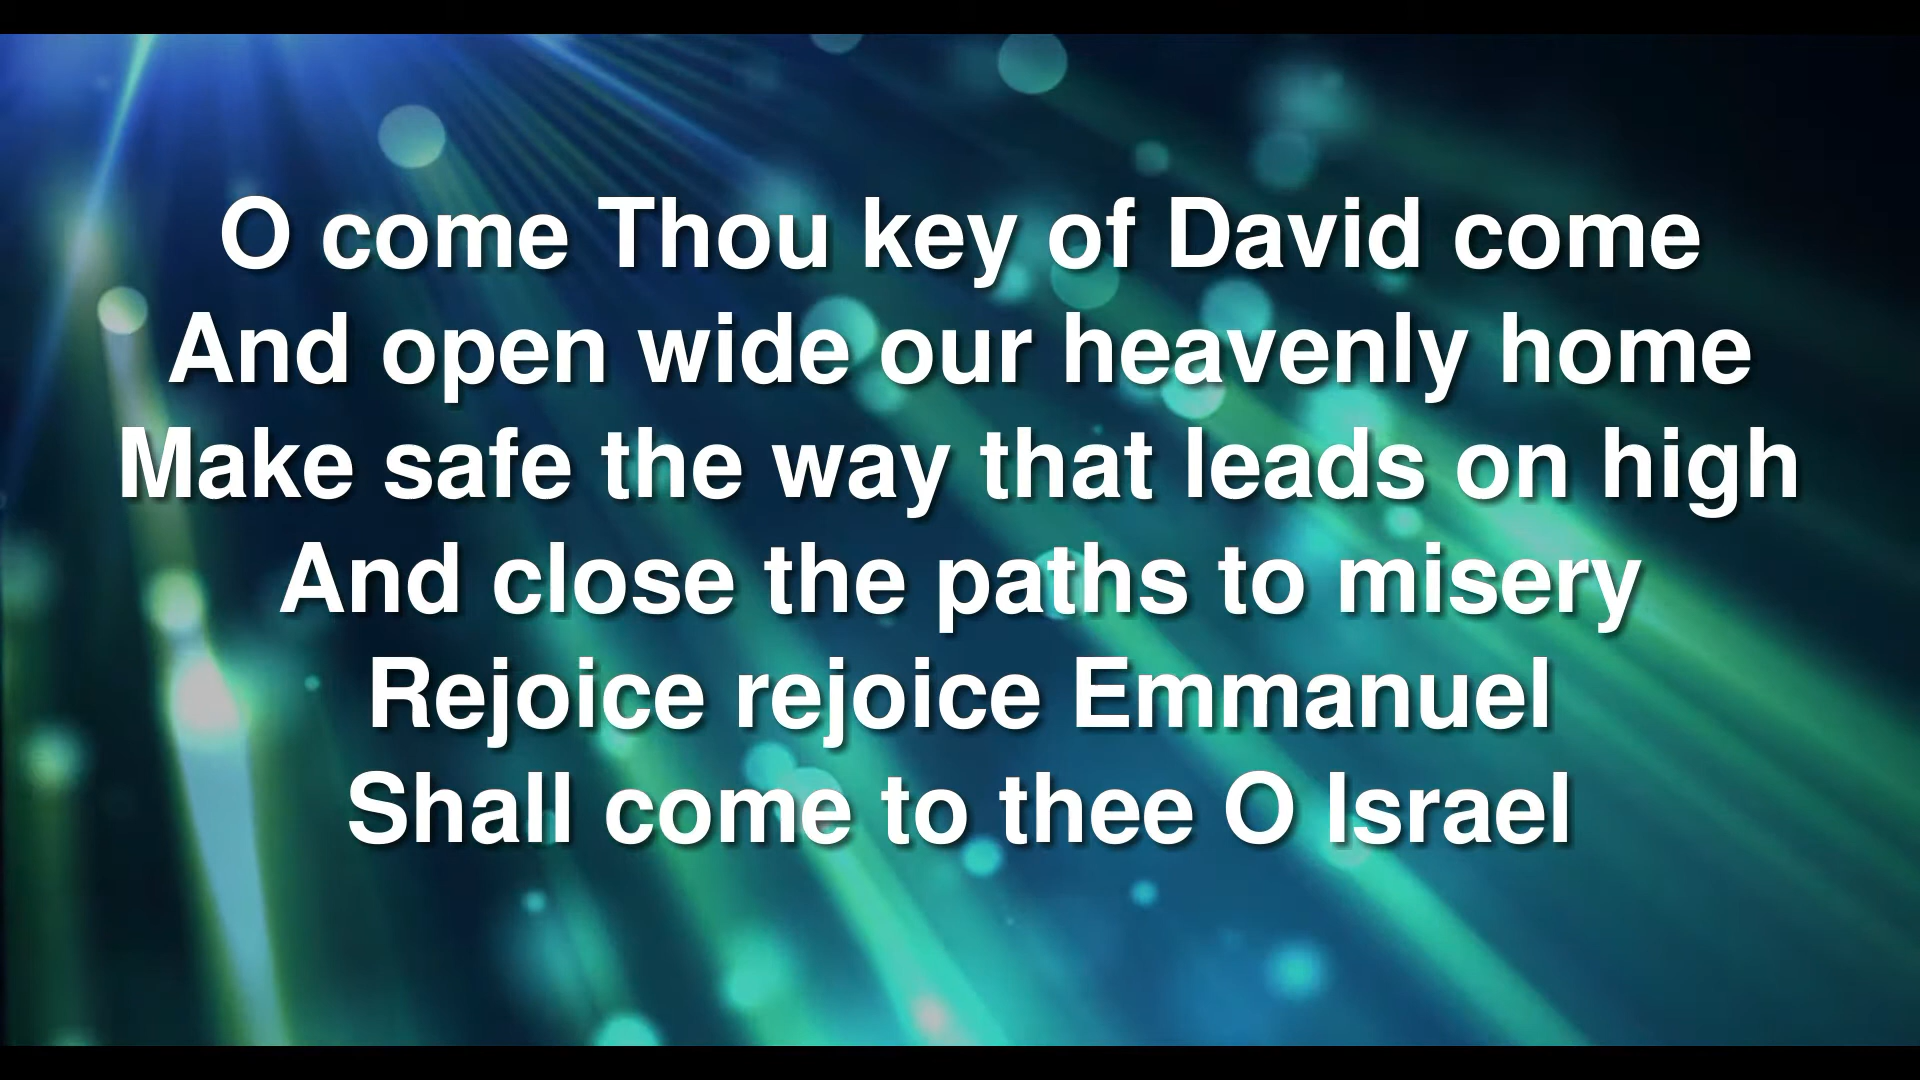 O come Thou key of David come
And open wide our heavenly home
Make safe the way that leads on high
And close the paths to misery
Rejoice rejoice Emmanuel
Shall come to thee O Israel